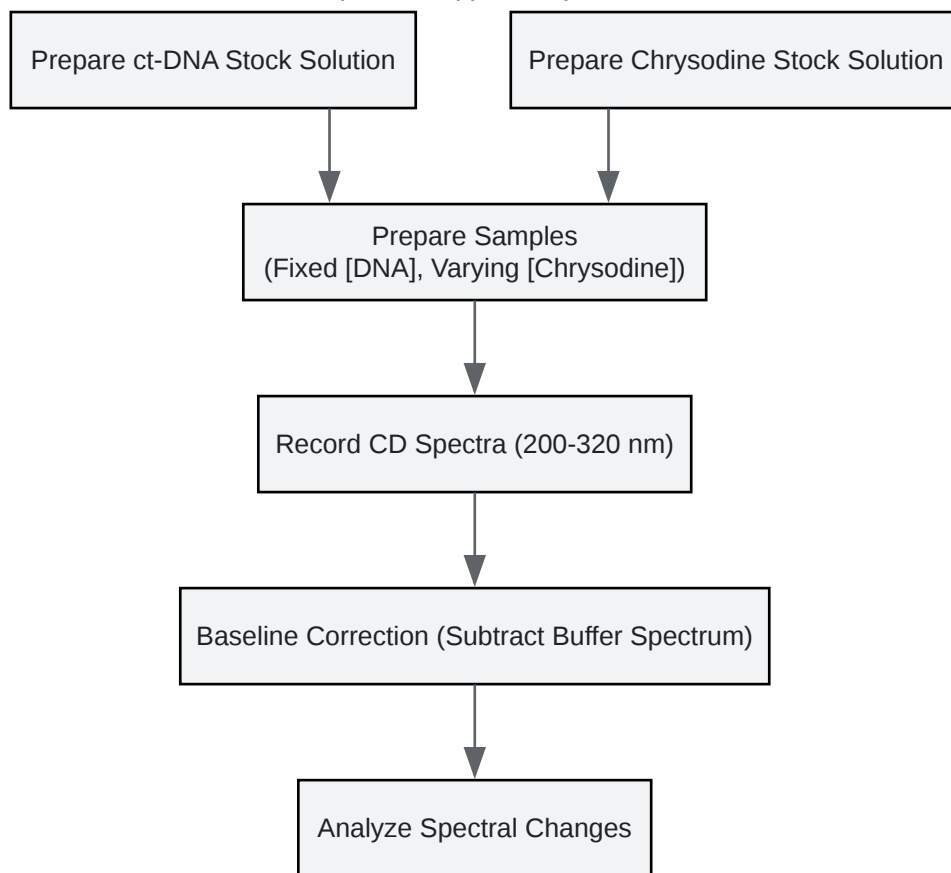 Prepare ct-DNA Stock Solution
Prepare Chrysodine Stock Solution
Prepare Samples
(Fixed [DNA], Varying [Chrysodine])
Record CD Spectra (200-320 nm)
Baseline Correction (Subtract Buffer Spectrum)
Analyze Spectral Changes